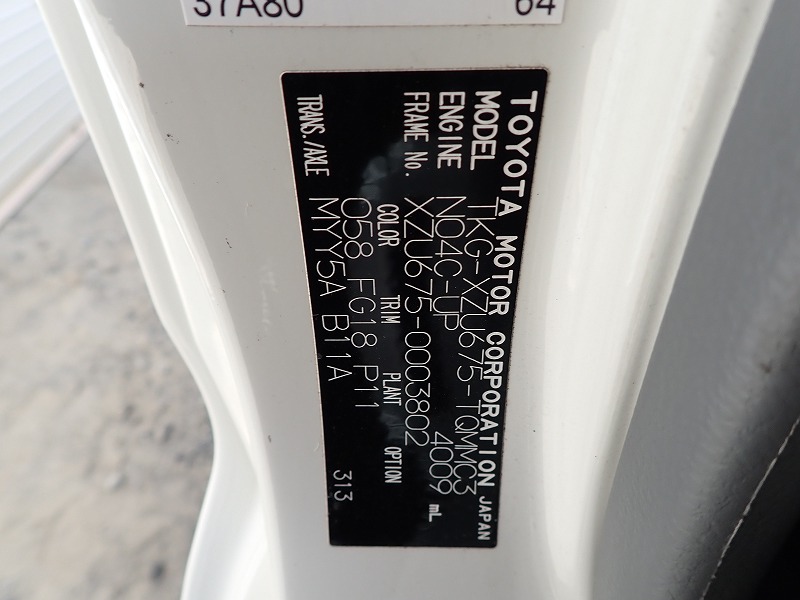 37A80 64
TOYOTA MOTOR CORPORATION JAPAN
MODEL TKG-XZU675-TQMMC3
ENGINE N04C-UP 4009 mL
FRAME No. XZU675-0003802
COLOR TRIM PLANT OPTION
058 FG18 P11
TRANS./AXLE MYY5A B11A 313